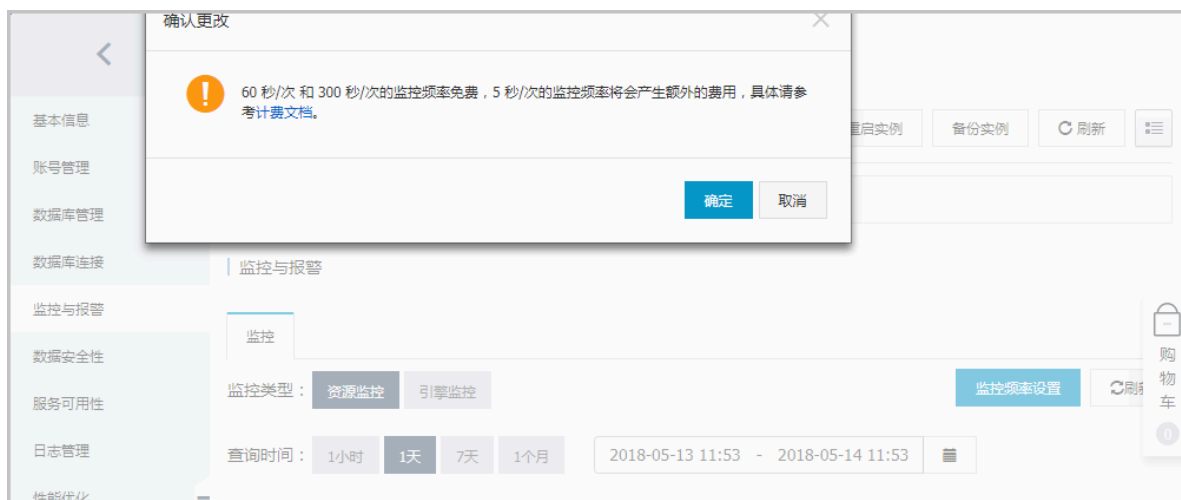 确认更改
60 秒/次 和 300 秒/次的监控频率免费，5 秒/次的监控频率将会产生额外的费用，具体请参
考计费文档。
确定 取消
重启实例 备份实例 刷新
基本信息
账号管理
数据库管理
数据库连接
监控与报警
数据安全性
服务可用性
日志管理
性能优化
监控与报警
监控
监控类型： 资源监控 引擎监控 监控频率设置 刷新
查询时间： 1小时 1天 7天 1个月 2018-05-13 11:53 - 2018-05-14 11:53
购
物
车
0